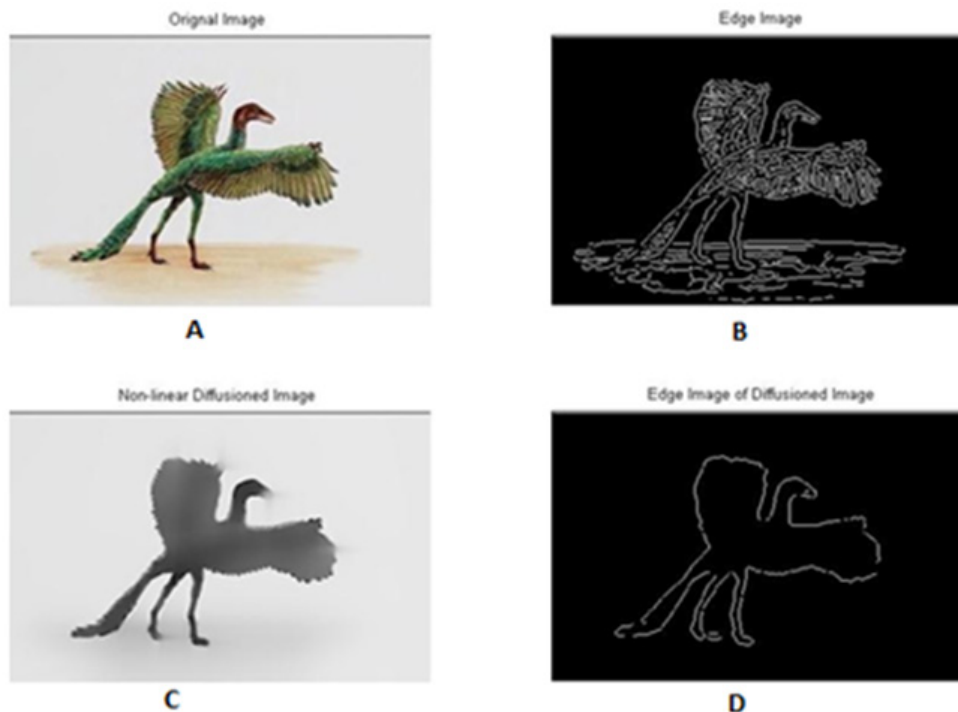 Orignal Image
Edge Image
A
B
Non-linear Diffusioned Image
Edge Image of Diffusioned Image
C
D